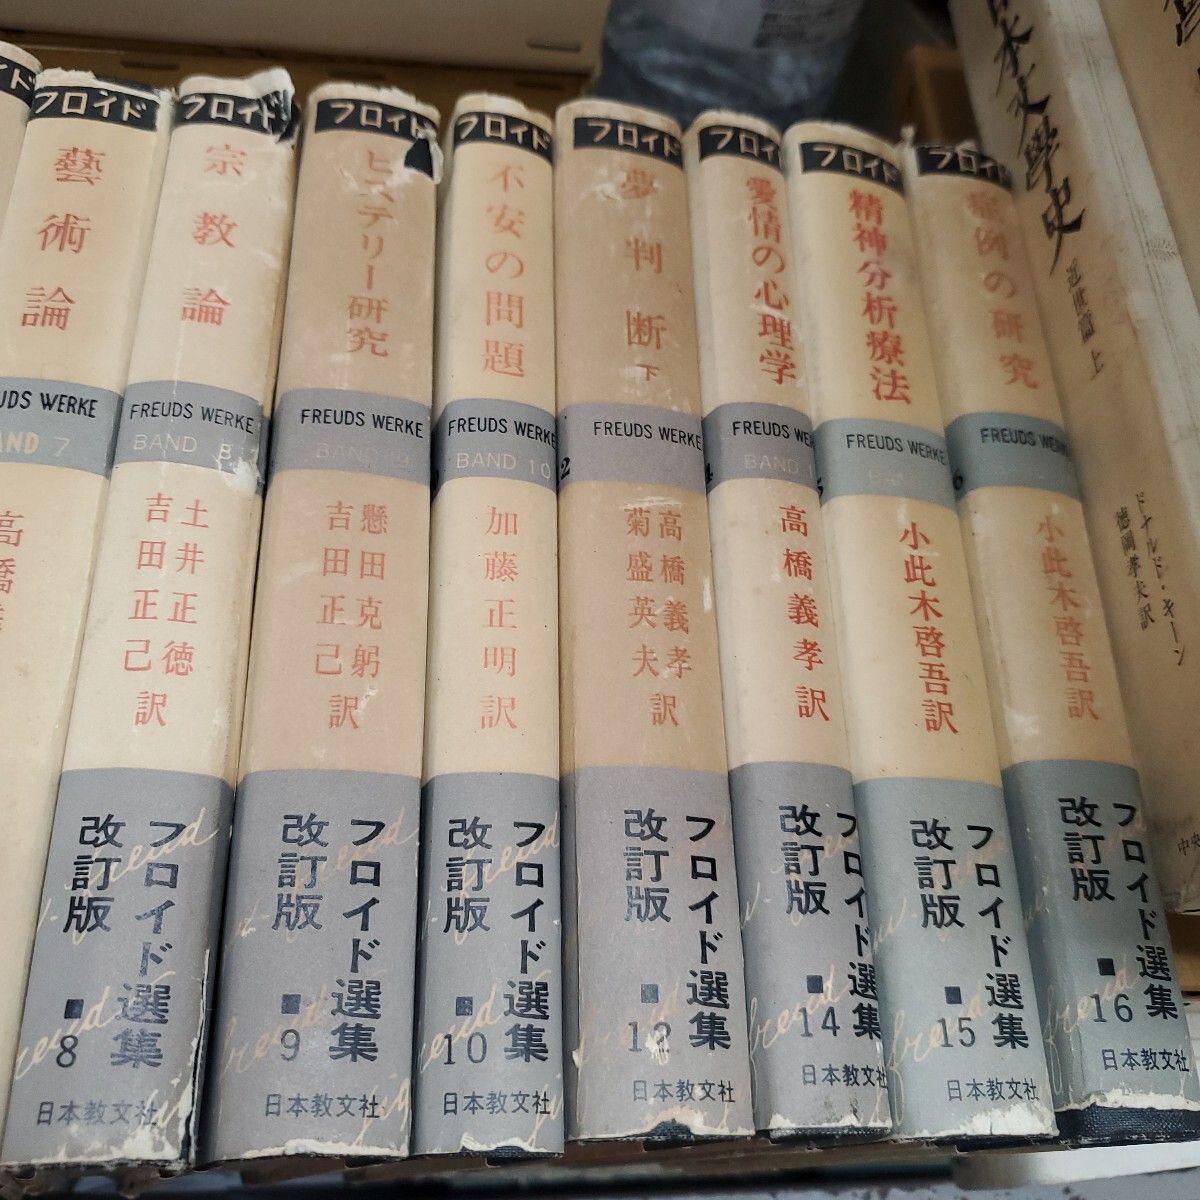 フロイド
藝術論
FREUDS WERKE
BAND 7
フロイド
宗教論
FREUDS WERKE
BAND 8
土井正徳
吉田正己
訳
フロイド選集
改訂版
■
8
日本教文社
フロイド
ヒステリー研究
FREUDS WERKE
BAND 9
懸田克躬
吉田正己
訳
フロイド選集
改訂版
■
9
日本教文社
フロイド
不安の問題
FREUDS WERKE
BAND 10
加藤正明訳
フロイド選集
改訂版
■
10
日本教文社
フロイド
夢判断 下
FREUDS WERKE
高橋義孝
菊盛英夫
訳
フロイド選集
改訂版
■
12
日本教文社
フロイ
愛情の心理学
FREUDS WE
BAND 1
高橋義孝訳
フロイド選集
改訂版
■
14
日本教文社
フロイド
精神分析療法
FREUDS WERKE
小此木啓吾訳
フロイド選集
改訂版
■
15
日本教文社
フロイド
症例の研究
FREUDS WERKE
小此木啓吾訳
フロイド選集
改訂版
■
16
日本教文社
日本文學史
近世篇 上
ドナルド・キーン
徳岡孝夫訳